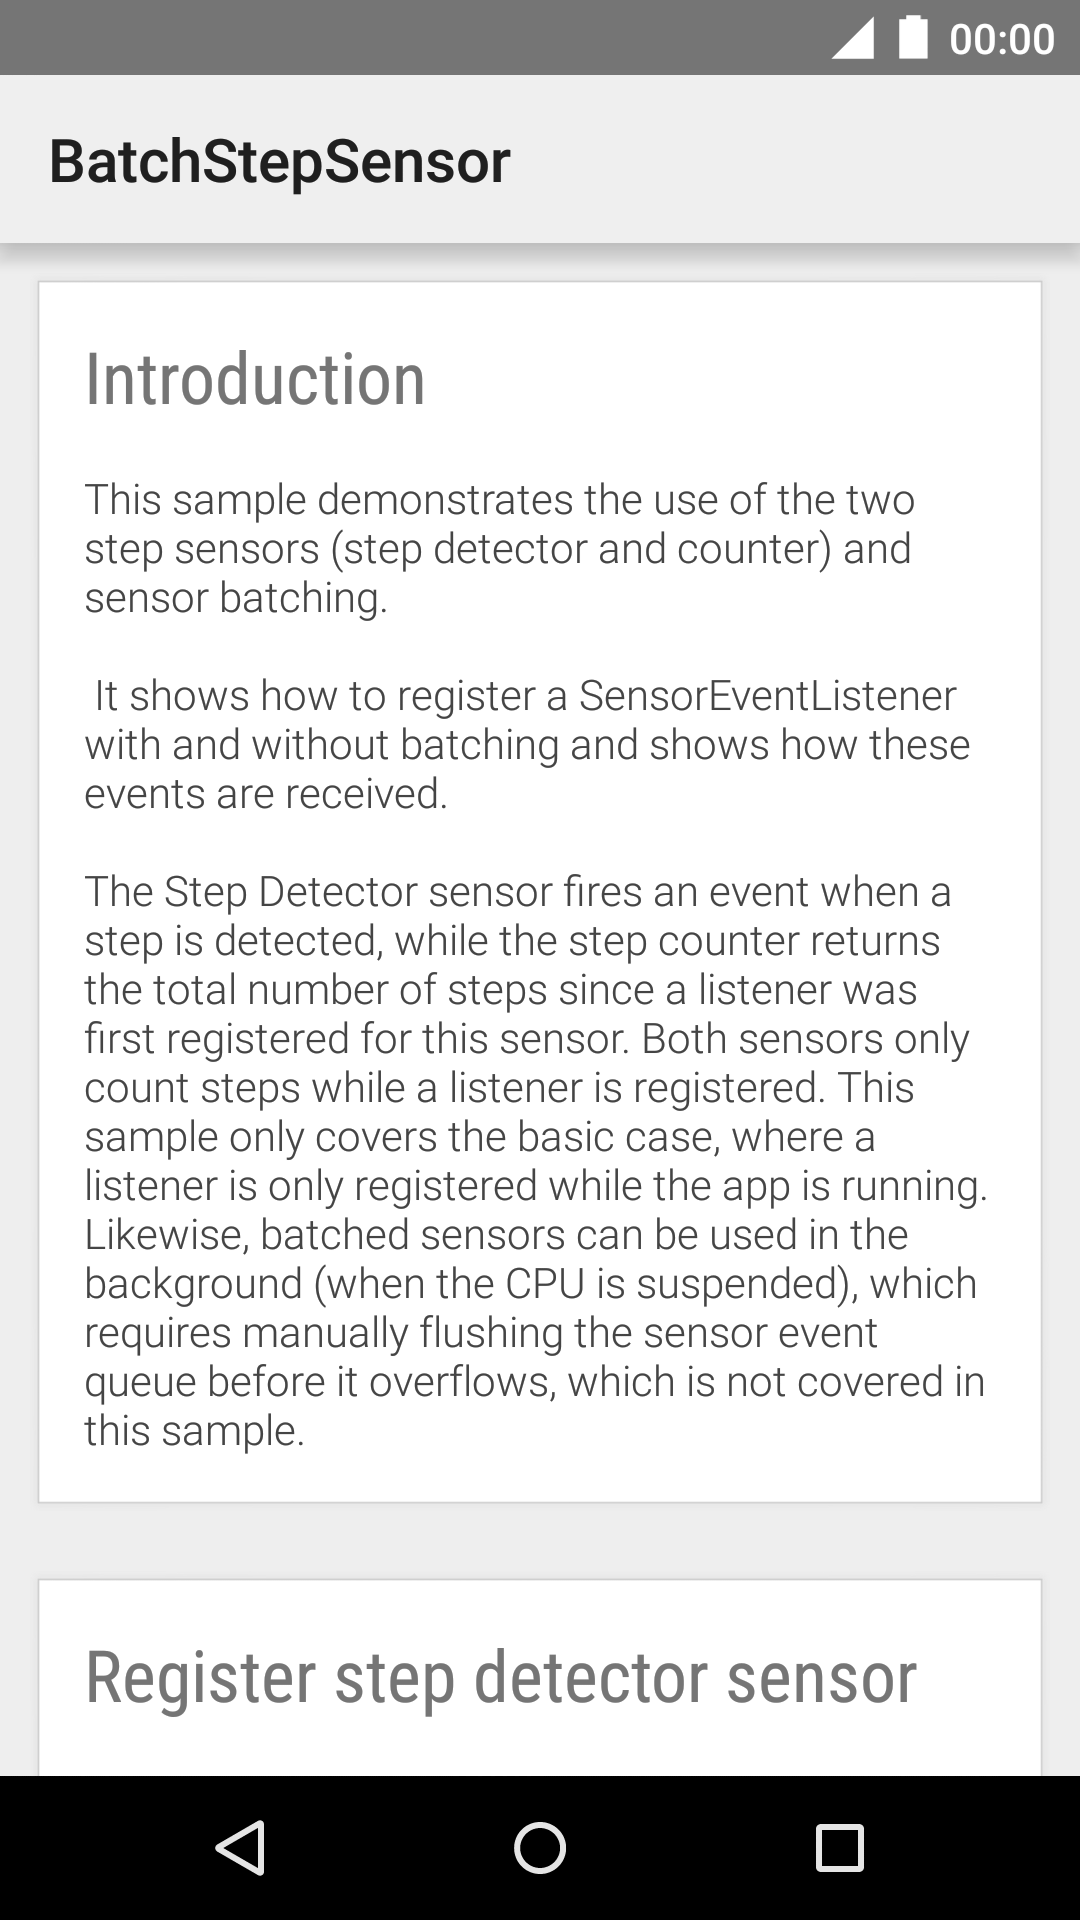 00:00
BatchStepSensor
Introduction
This sample demonstrates the use of the two
step sensors (step detector and counter) and
sensor batching.
It shows how to register a SensorEventListener
with and without batching and shows how these
events are received.
The Step Detector sensor fires an event when a
step is detected, while the step counter returns
the total number of steps since a listener was
first registered for this sensor. Both sensors only
count steps while a listener is registered. This
sample only covers the basic case, where a
listener is only registered while the app is running.
Likewise, batched sensors can be used in the
background (when the CPU is suspended), which
requires manually flushing the sensor event
queue before it overflows, which is not covered in
this sample.
Register step detector sensor